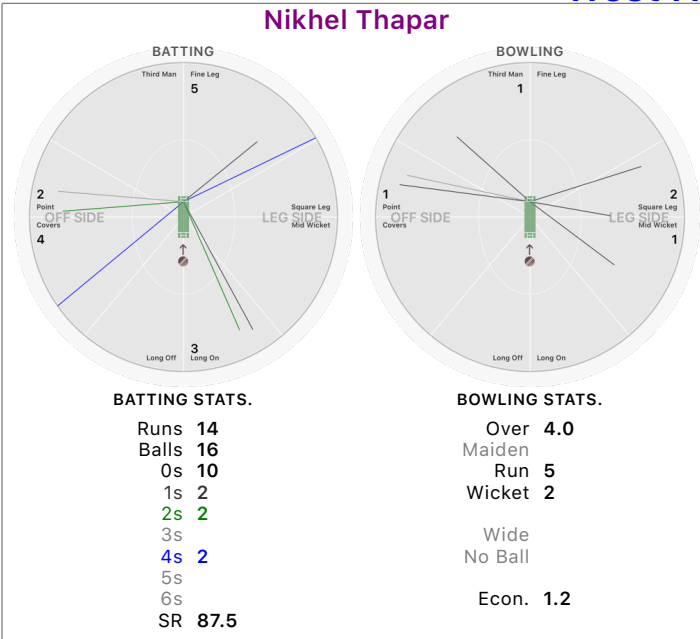 Nikhel Thapar
BATTING
Third Man Fine Leg
5
2
Point
OFF SIDE
Covers
4
Square Leg
LEG SIDE
Mid Wicket
3
Long Off Long On
BOWLING
Third Man Fine Leg
1
1
Point
OFF SIDE
Covers
2
Square Leg
LEG SIDE
Mid Wicket
1
Long Off Long On
BATTING STATS.
Runs 14
Balls 16
0s 10
1s 2
2s 2
3s
4s 2
5s
6s
SR 87.5
BOWLING STATS.
Over 4.0
Maiden
Run 5
Wicket 2
Wide
No Ball
Econ. 1.2